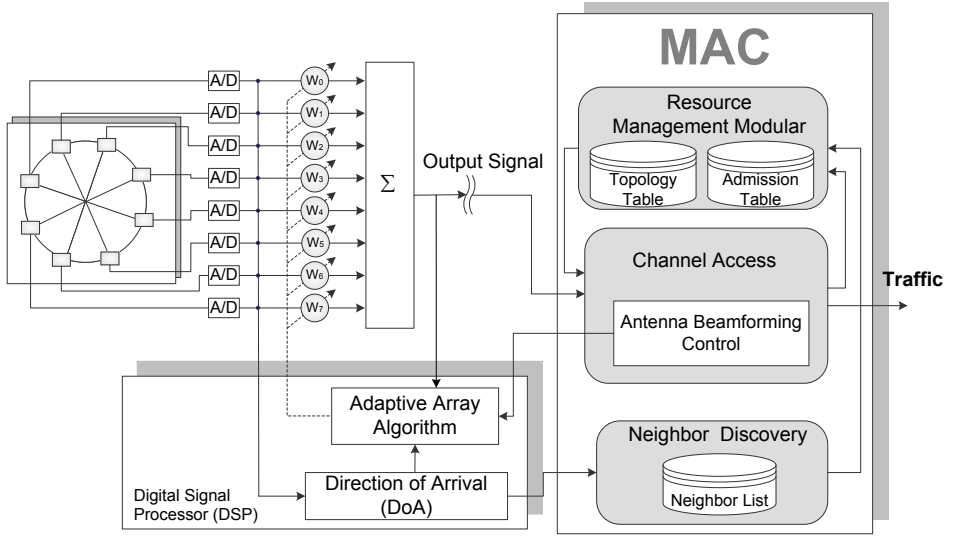 MAC
A/D
W0
A/D
W1
A/D
W2
A/D
W3
A/D
W4
A/D
W5
A/D
W6
A/D
W7
Σ
Output Signal
Resource
Management Modular
Topology
Table
Admission
Table
Channel Access
Antenna Beamforming
Control
Traffic
Adaptive Array
Algorithm
Direction of Arrival
(DoA)
Digital Signal
Processor (DSP)
Neighbor Discovery
Neighbor List